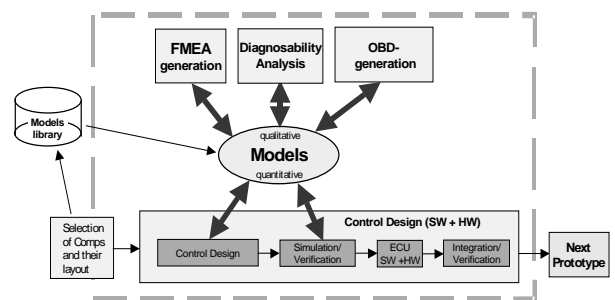 FMEA
generation
Diagnosability
Analysis
OBD-
generation
Models
library
qualitative
Models
quantitative
Selection
of Comps
and their
layout
Control Design (SW + HW)
Control Design
Simulation/
Verification
ECU
SW +HW
Integration/
Verification
Next
Prototype